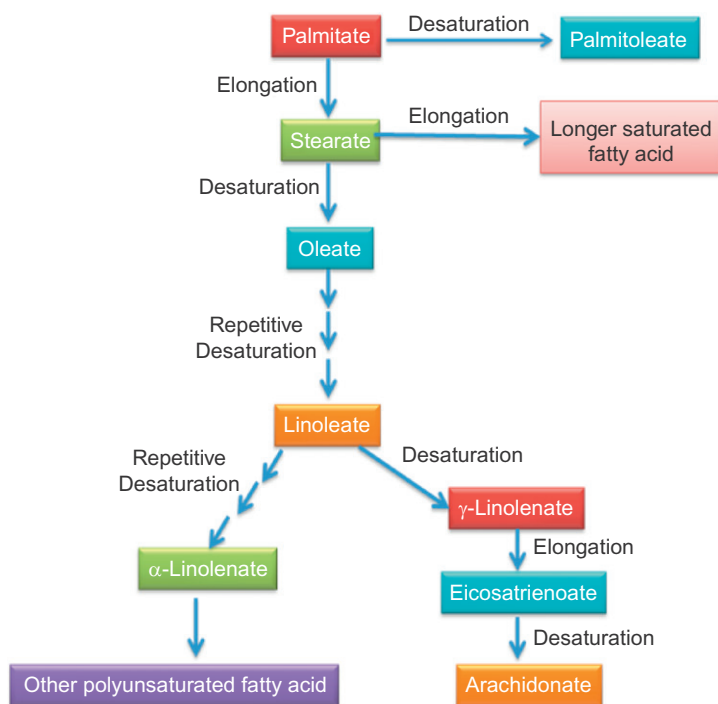 Palmitate
Desaturation
Palmitoleate
Elongation
Stearate
Elongation
Longer saturated
fatty acid
Desaturation
Oleate
Repetitive
Desaturation
Linoleate
Repetitive
Desaturation
Desaturation
γ-Linolenate
α-Linolenate
Elongation
Eicosatrienoate
Desaturation
Other polyunsaturated fatty acid
Arachidonate